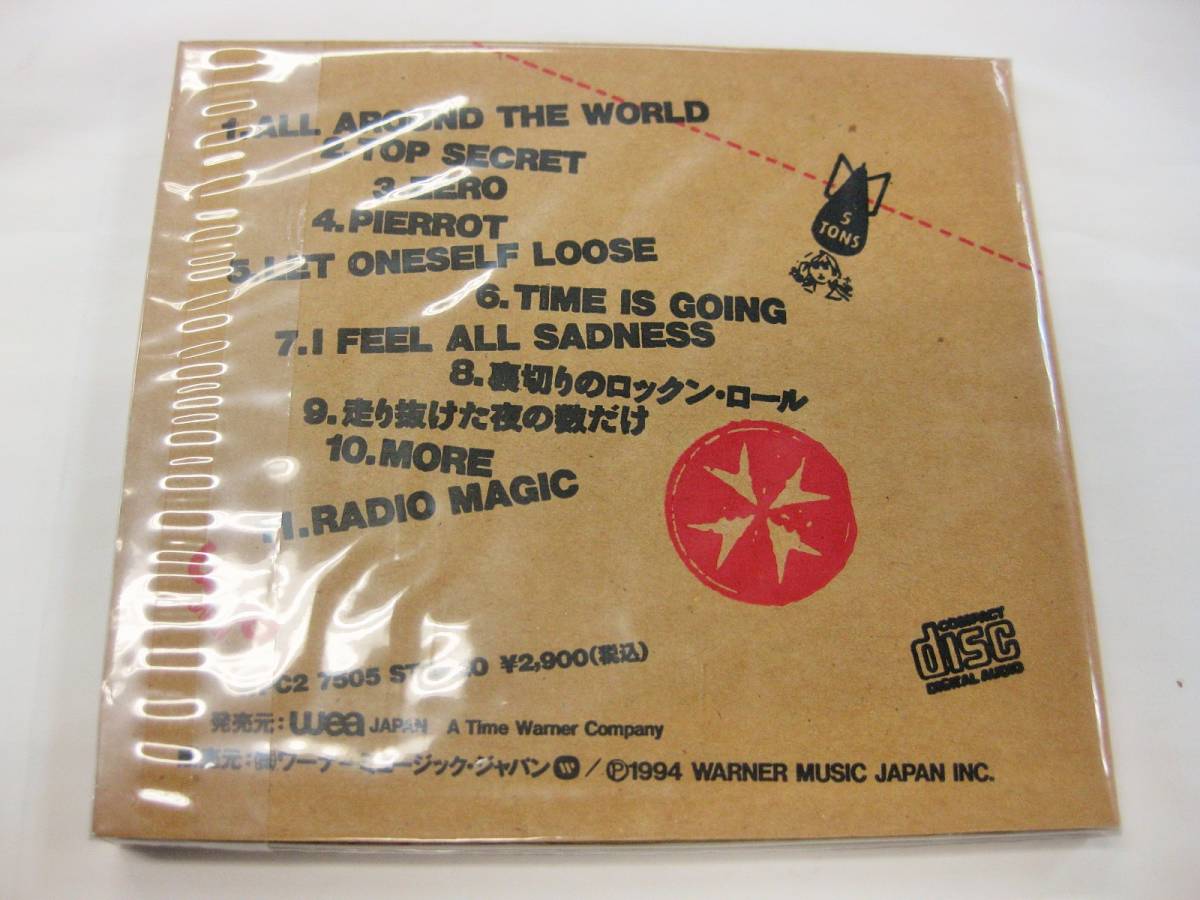 1.ALL AROUND THE WORLD
2.TOP SECRET
3.ZERO
4.PIERROT
5.LET ONESELF LOOSE
6.TIME IS GOING
7.I FEEL ALL SADNESS
8.裏切りのロックン・ロール
9.走り抜けた夜の数だけ
10.MORE
11.RADIO MAGIC
5
TONS
COMPACT
disc
DIGITAL AUDIO
7505 ¥2,900(税込)
発売元:wea JAPAN A Time Warner Company
㈱ワーナーミュージック・ジャパン / Ⓟ1994 WARNER MUSIC JAPAN INC.